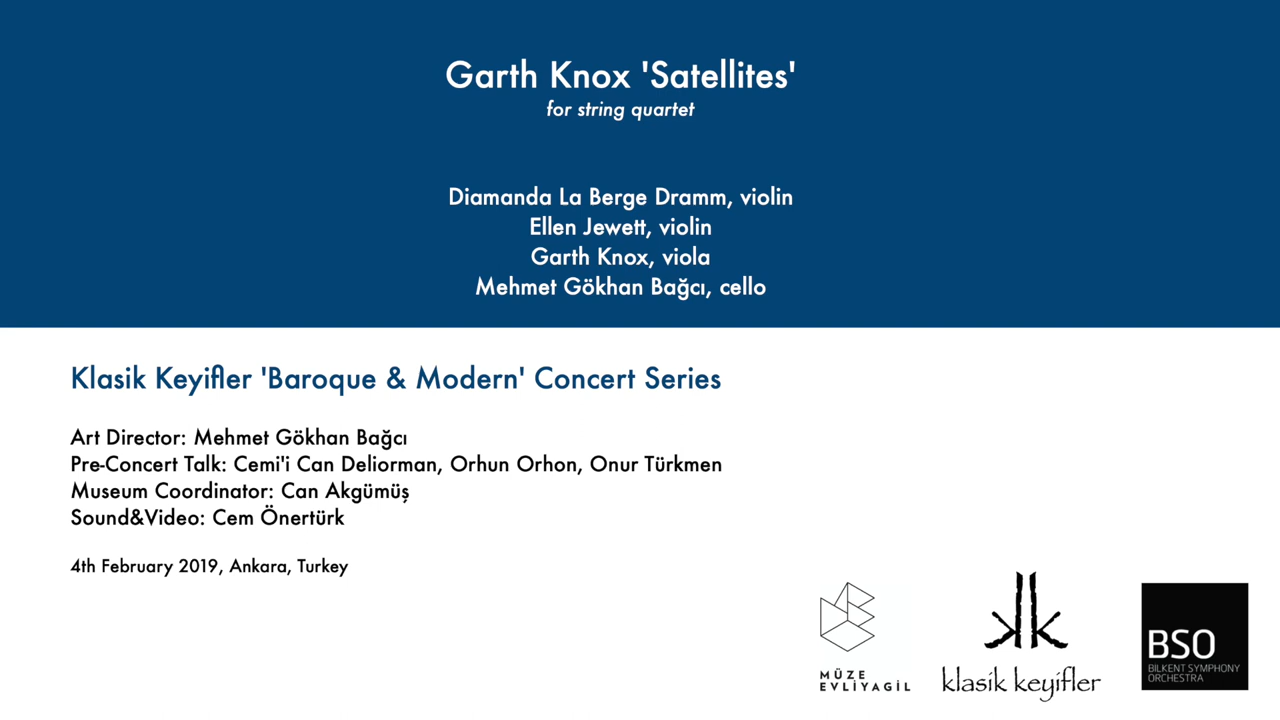 Garth Knox 'Satellites'
for string quartet
Diamanda La Berge Dramm, violin
Ellen Jewett, violin
Garth Knox, viola
Mehmet Gökhan Bağcı, cello
Klasik Keyifler 'Baroque & Modern' Concert Series
Art Director: Mehmet Gökhan Bağcı
Pre-Concert Talk: Cemi'i Can Deliorman, Orhun Orhon, Onur Türkmen
Museum Coordinator: Can Akgümüş
Sound&Video: Cem Önertürk
4th February 2019, Ankara, Turkey
MÜZE
EVLİYAGİL
klasik keyifler
BSO
BILKENT SYMPHONY
ORCHESTRA